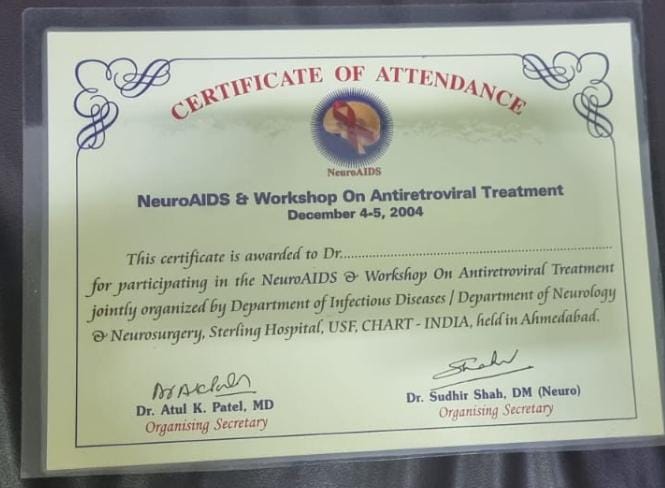 CERTIFICATE OF ATTENDANCE
NeuroAIDS
NeuroAIDS & Workshop On Antiretroviral Treatment
December 4-5, 2004
This certificate is awarded to Dr...............................................................
for participating in the NeuroAIDS & Workshop On Antiretroviral Treatment
jointly organized by Department of Infectious Diseases / Department of Neurology
& Neurosurgery, Sterling Hospital, USF, CHART - INDIA, held in Ahmedabad.
Shah
Dr. Atul K. Patel, MD
Organising Secretary
Dr. Sudhir Shah, DM (Neuro)
Organising Secretary